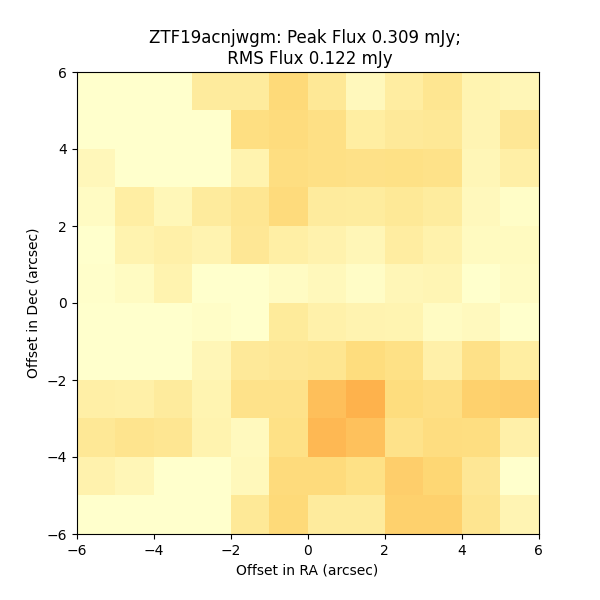 ZTF19acnjwgm: Peak Flux 0.309 mJy;
RMS Flux 0.122 mJy
6
4
2
0
−2
−4
−6
Offset in Dec (arcsec)
−6 −4 −2 0 2 4 6
Offset in RA (arcsec)